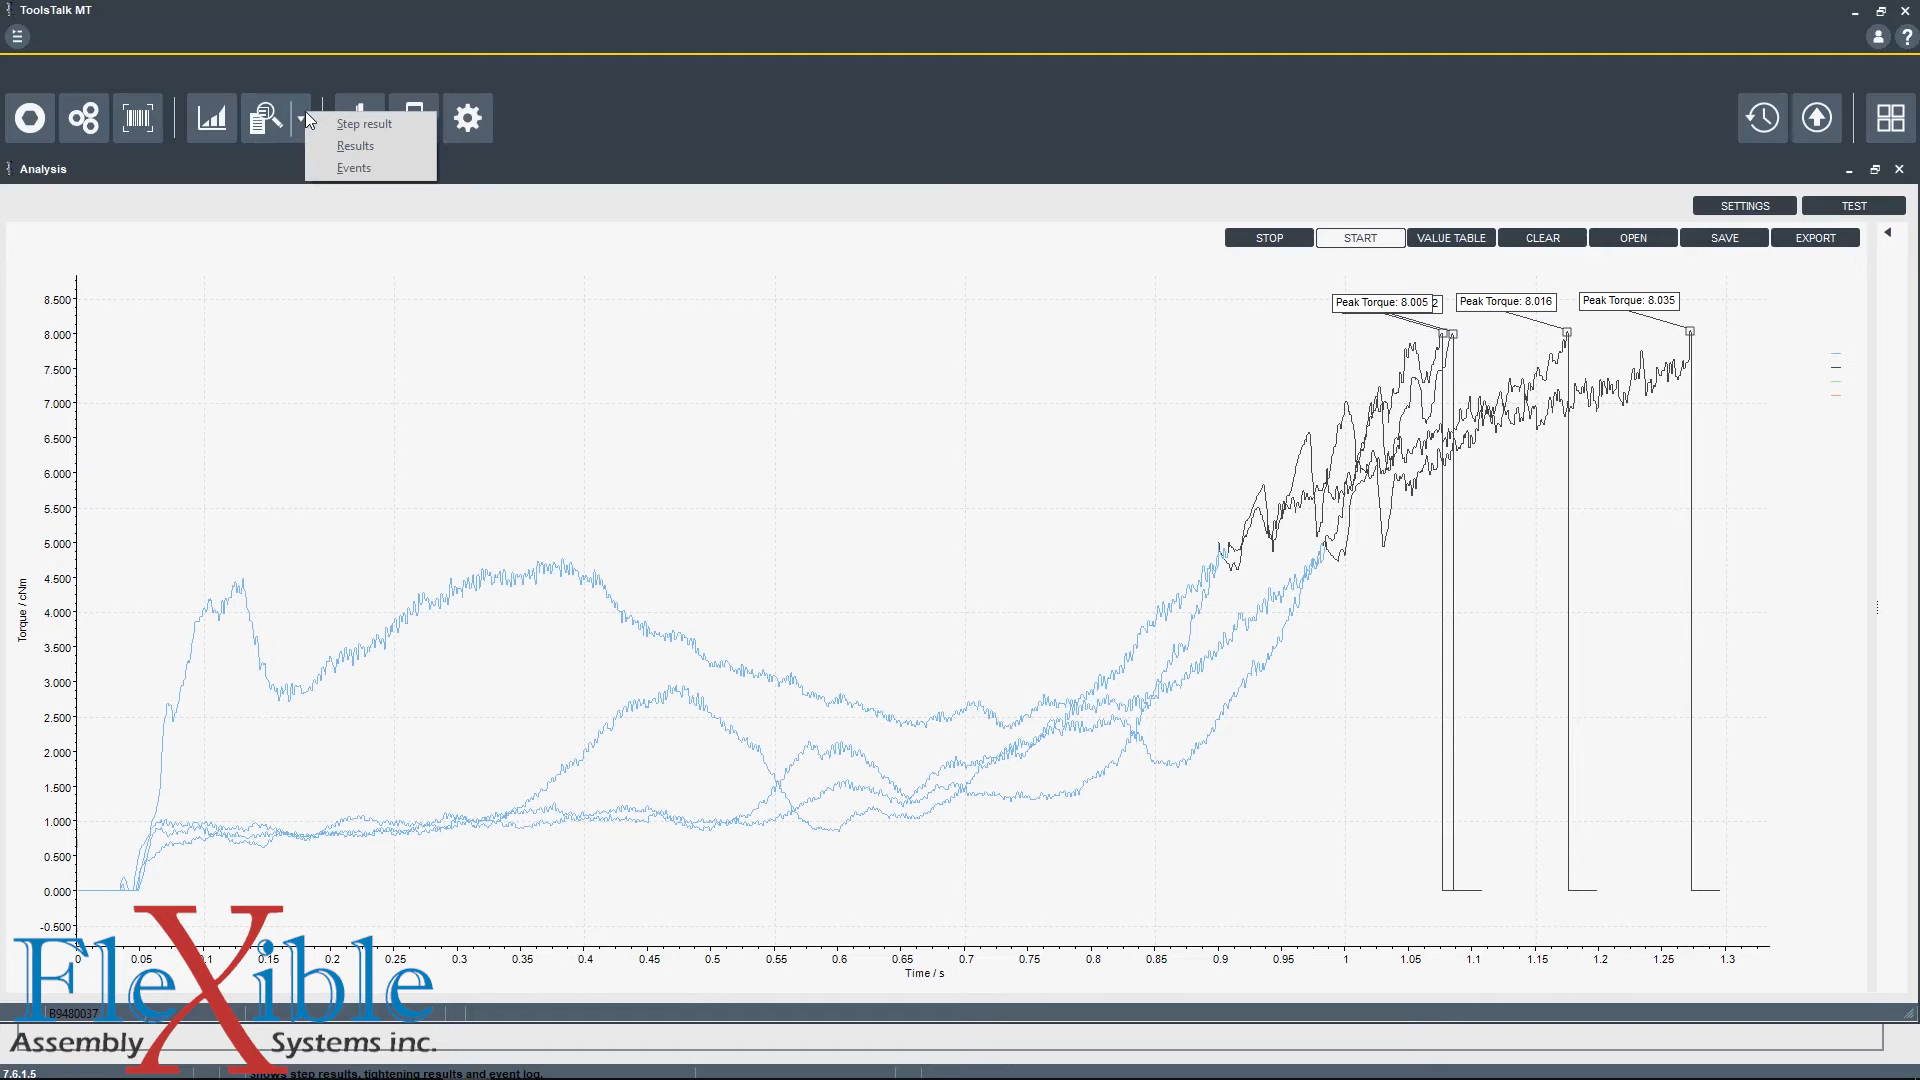 ToolsTalk MT
?
Step result
Results
Events
Analysis
SETTINGS TEST
STOP START VALUE TABLE CLEAR OPEN SAVE EXPORT
Peak Torque: 8.005 2 Peak Torque: 8.016 Peak Torque: 8.035
8.500
8.000
7.500
7.000
6.500
6.000
5.500
5.000
4.500
4.000
3.500
3.000
2.500
2.000
1.500
1.000
0.500
0.000
-0.500
Torque / cNm
0 0.05 0.1 0.15 0.2 0.25 0.3 0.35 0.4 0.45 0.5 0.55 0.6 0.65 0.7 0.75 0.8 0.85 0.9 0.95 1 1.05 1.1 1.15 1.2 1.25 1.3
Time / s
FleXible
B9480037
Assembly Systems inc.
7.6.1.5 Shows step results, tightening results and event log.